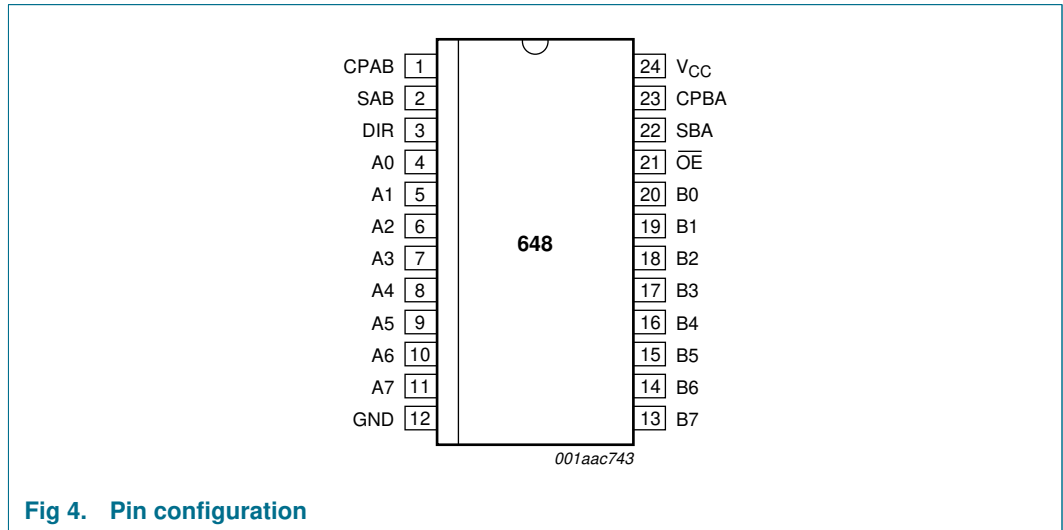 CPAB 1 24 VCC
SAB 2 23 CPBA
DIR 3 22 SBA
A0 4 21 O̅E̅
A1 5 20 B0
A2 6 19 B1
648
A3 7 18 B2
A4 8 17 B3
A5 9 16 B4
A6 10 15 B5
A7 11 14 B6
GND 12 13 B7
001aac743
Fig 4. Pin configuration